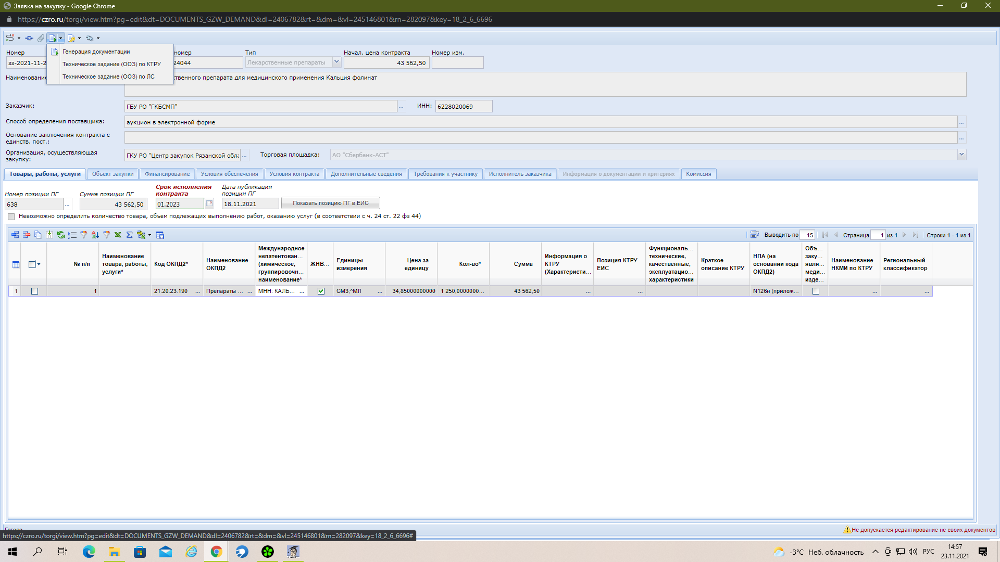 Заявка на закупку - Google Chrome
https://czro.ru/torgi/view.htm?pg=edit&dt=DOCUMENTS_GZW_DEMAND&dl=2406782&rt=&dm=&vl=245146801&rn=282097&key=18_2_6_6696
Генерация документации
Техническое задание (ООЗ) по КТРУ
Техническое задание (ООЗ) по ЛС
Номер номер Тип Начал. цена контракта Номер изм.
зз-2021-11-2 24044 Лекарственные препараты 43 562,50
Наименование ственного препарата для медицинского применения Кальция фолинат
Заказчик: ГБУ РО "ГКБСМП" ... ИНН: 6228020069
Способ определения поставщика: аукцион в электронной форме ...
Основание заключения контракта с
единств. пост.: ...
Организация, осуществляющая
закупку: ГКУ РО "Центр закупок Рязанской обла ... Торговая площадка: АО "Сбербанк-АСТ"
Товары, работы, услуги Объект закупки Финансирование Условия обеспечения Условия контракта Дополнительные сведения Требования к участнику Исполнитель заказчика Информация о документации и критериях Комиссия
Номер позиции ПГ Сумма позиции ПГ Срок исполнения контракта Дата публикации позиции ПГ
638 ... 43 562,50 01.2023 18.11.2021 Показать позицию ПГ в ЕИС
Невозможно определить количество товара, объем подлежащих выполнению работ, оказанию услуг (в соответствии с ч. 24 ст. 22 фз 44)
Выводить по 15 Страница 1 из 1 Строки 1 - 1 из 1
№ п/п
Наименование товара, работы, услуги*
Код ОКПД2*
Наименование ОКПД2
Международное непатентован... (химическое, группировочн... наименование*
ЖНВ...
Единицы измерения
Цена за единицу
Кол-во*
Сумма
Информация о КТРУ (Характеристи...
Позиция КТРУ ЕИС
Функциональ... технические, качественные, эксплуатацио... характеристики
Краткое описание КТРУ
НПА (на основании кода ОКПД2)
Объ... заку... явля... меди... изде...
Наименование НКМИ по КТРУ
Региональный классификатор
1 1 21.20.23.190 ... Препараты ... ... МНН: КАЛЬ... ... СМ3;^МЛ ... 34,85000000000 1 250,0000000... 43 562,50 ... ... N126н (прилож... ... ...
Готово
https://czro.ru/torgi/view.htm?pg=edit&dt=DOCUMENTS_GZW_DEMAND&dl=2406782&rt=&dm=&vl=245146801&rn=282097&key=18_2_6_6696#
Не допускается редактирование не своих документов
-3°C Неб. облачность РУС 14:57
23.11.2021